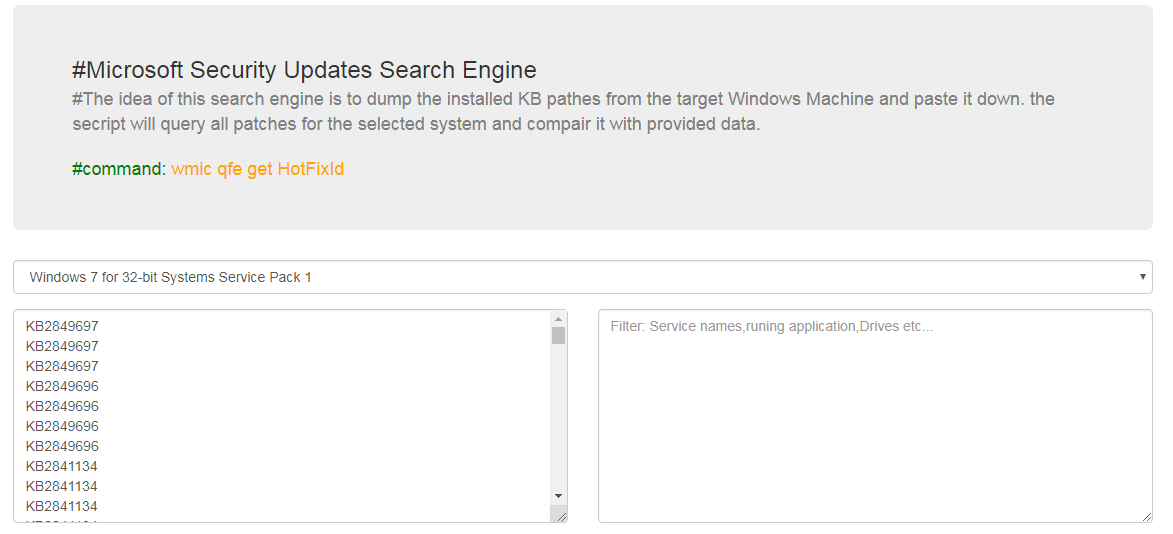 #Microsoft Security Updates Search Engine
#The idea of this search engine is to dump the installed KB pathes from the target Windows Machine and paste it down. the
secript will query all patches for the selected system and compair it with provided data.
#command: wmic qfe get HotFixId
Windows 7 for 32-bit Systems Service Pack 1
KB2849697
KB2849697
KB2849697
KB2849696
KB2849696
KB2849696
KB2849696
KB2841134
KB2841134
KB2841134
Filter: Service names,runing application,Drives etc...